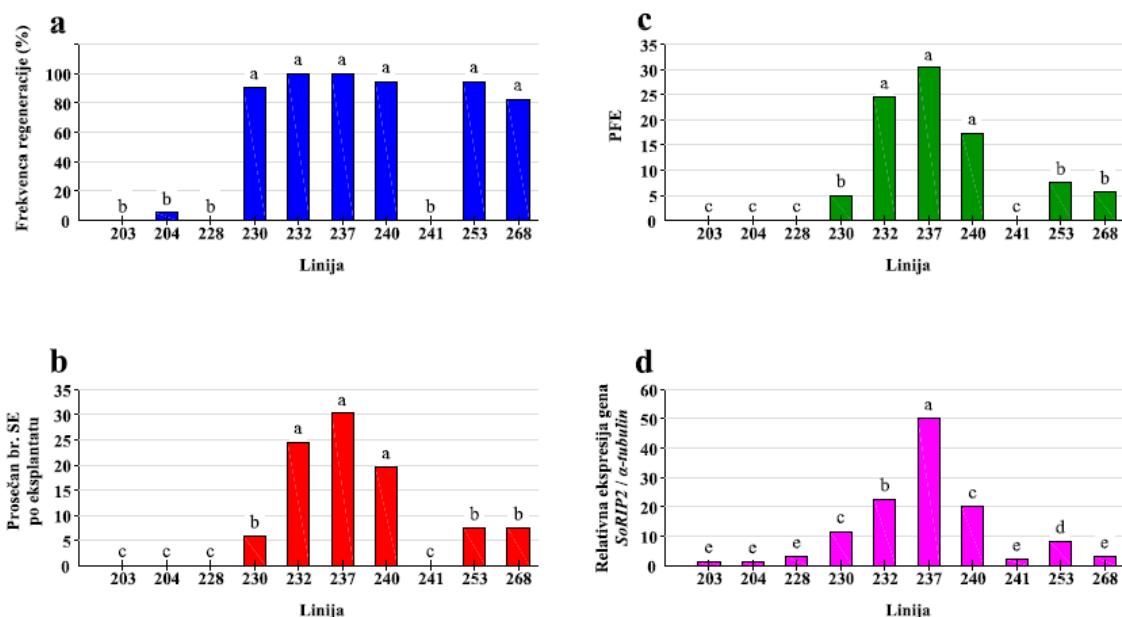 a
Frekvenca regeneracije (%)
100
80
60
40
20
0
b b b a a a a b a a
203 204 228 230 232 237 240 241 253 268
Linija
c
PFE
35
30
25
20
15
10
5
0
c c c b a a a c b b
203 204 228 230 232 237 240 241 253 268
Linija
b
Prosečan br. SE
po eksplantatu
35
30
25
20
15
10
5
0
c c c b a a a c b b
203 204 228 230 232 237 240 241 253 268
Linija
d
Relativna ekspresija gena
SoRIP2 / α-tubulin
60
50
40
30
20
10
0
e e e c b a c e d e
203 204 228 230 232 237 240 241 253 268
Linija